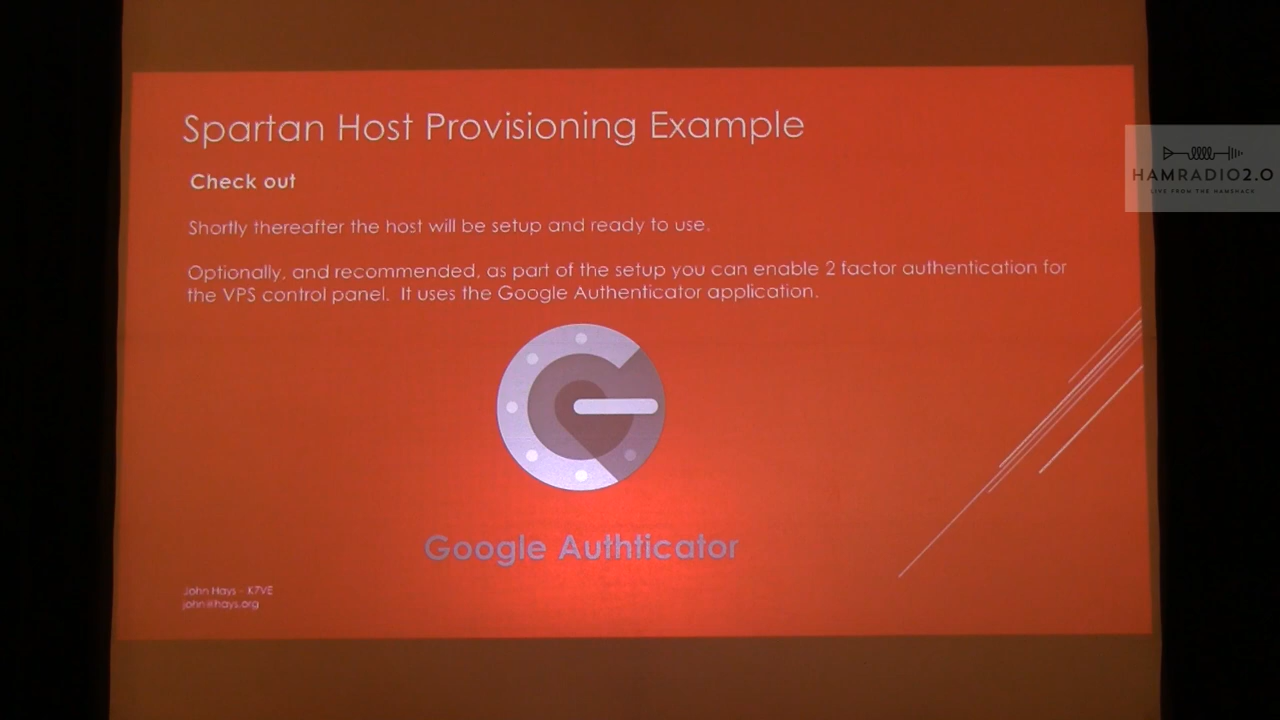 Spartan Host Provisioning Example
Check out
Shortly thereafter the host will be setup and ready to use.
Optionally, and recommended, as part of the setup you can enable 2 factor authentication for
the VPS control panel. It uses the Google Authenticator application.
Google Authticator
John Hays - K7VE
john@hays.org
HAMRADIO2.O
LIVE FROM THE HAMSHACK